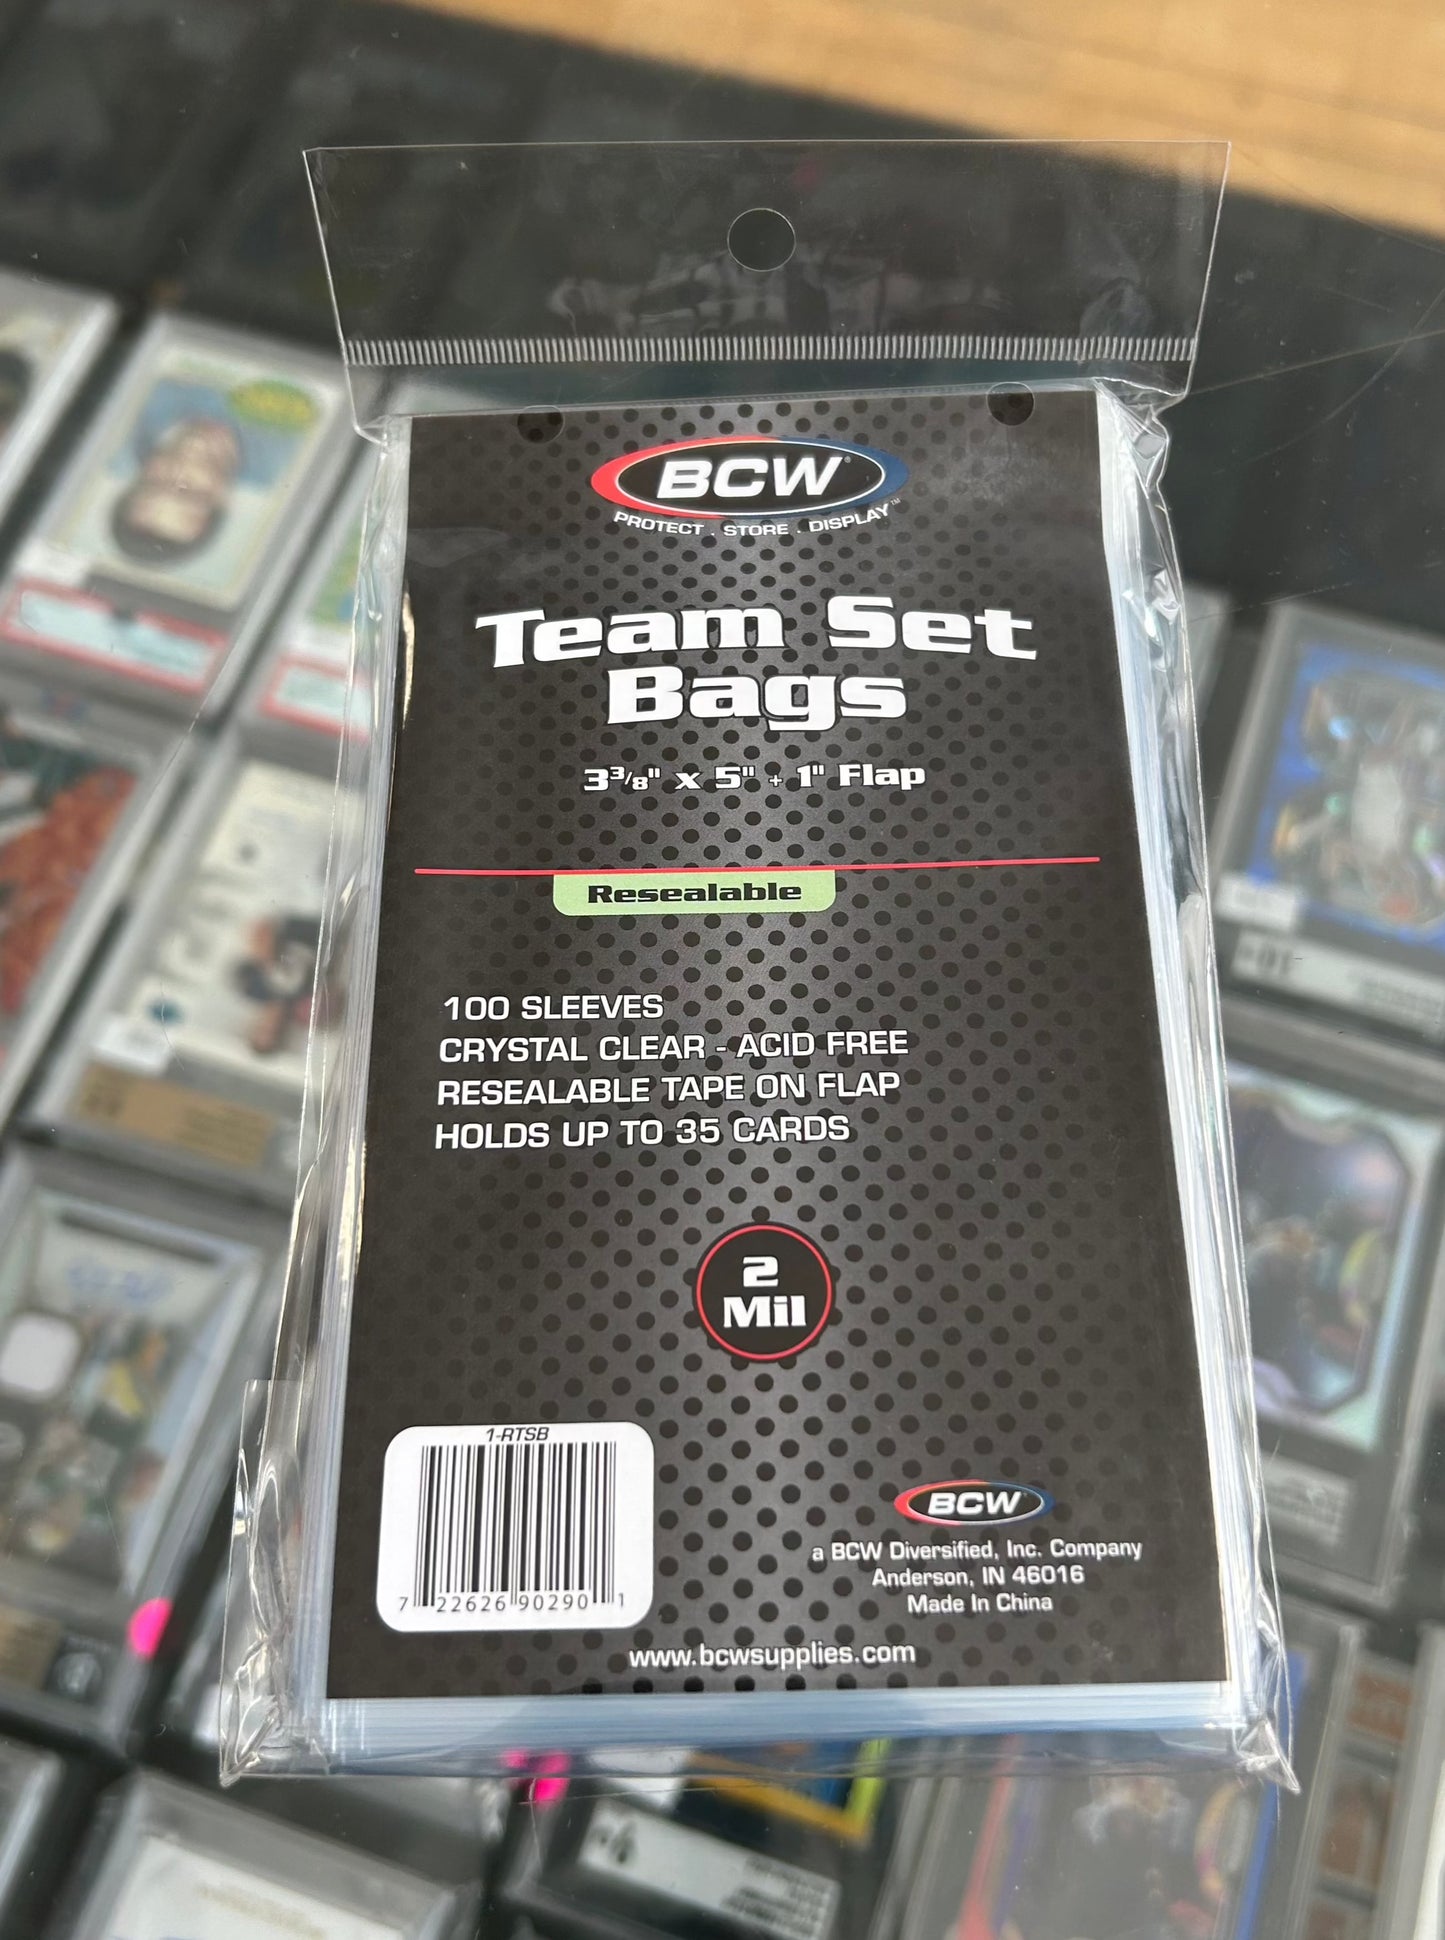 BCW®
PROTECT . STORE . DISPLAY™
Team Set
Bags
3 3/8" x 5" + 1" Flap
Resealable
100 SLEEVES
CRYSTAL CLEAR - ACID FREE
RESEALABLE TAPE ON FLAP
HOLDS UP TO 35 CARDS
2
Mil
1-RTSB
7 22626 90290 1
BCW
a BCW Diversified, Inc. Company
Anderson, IN 46016
Made In China
www.bcwsupplies.com